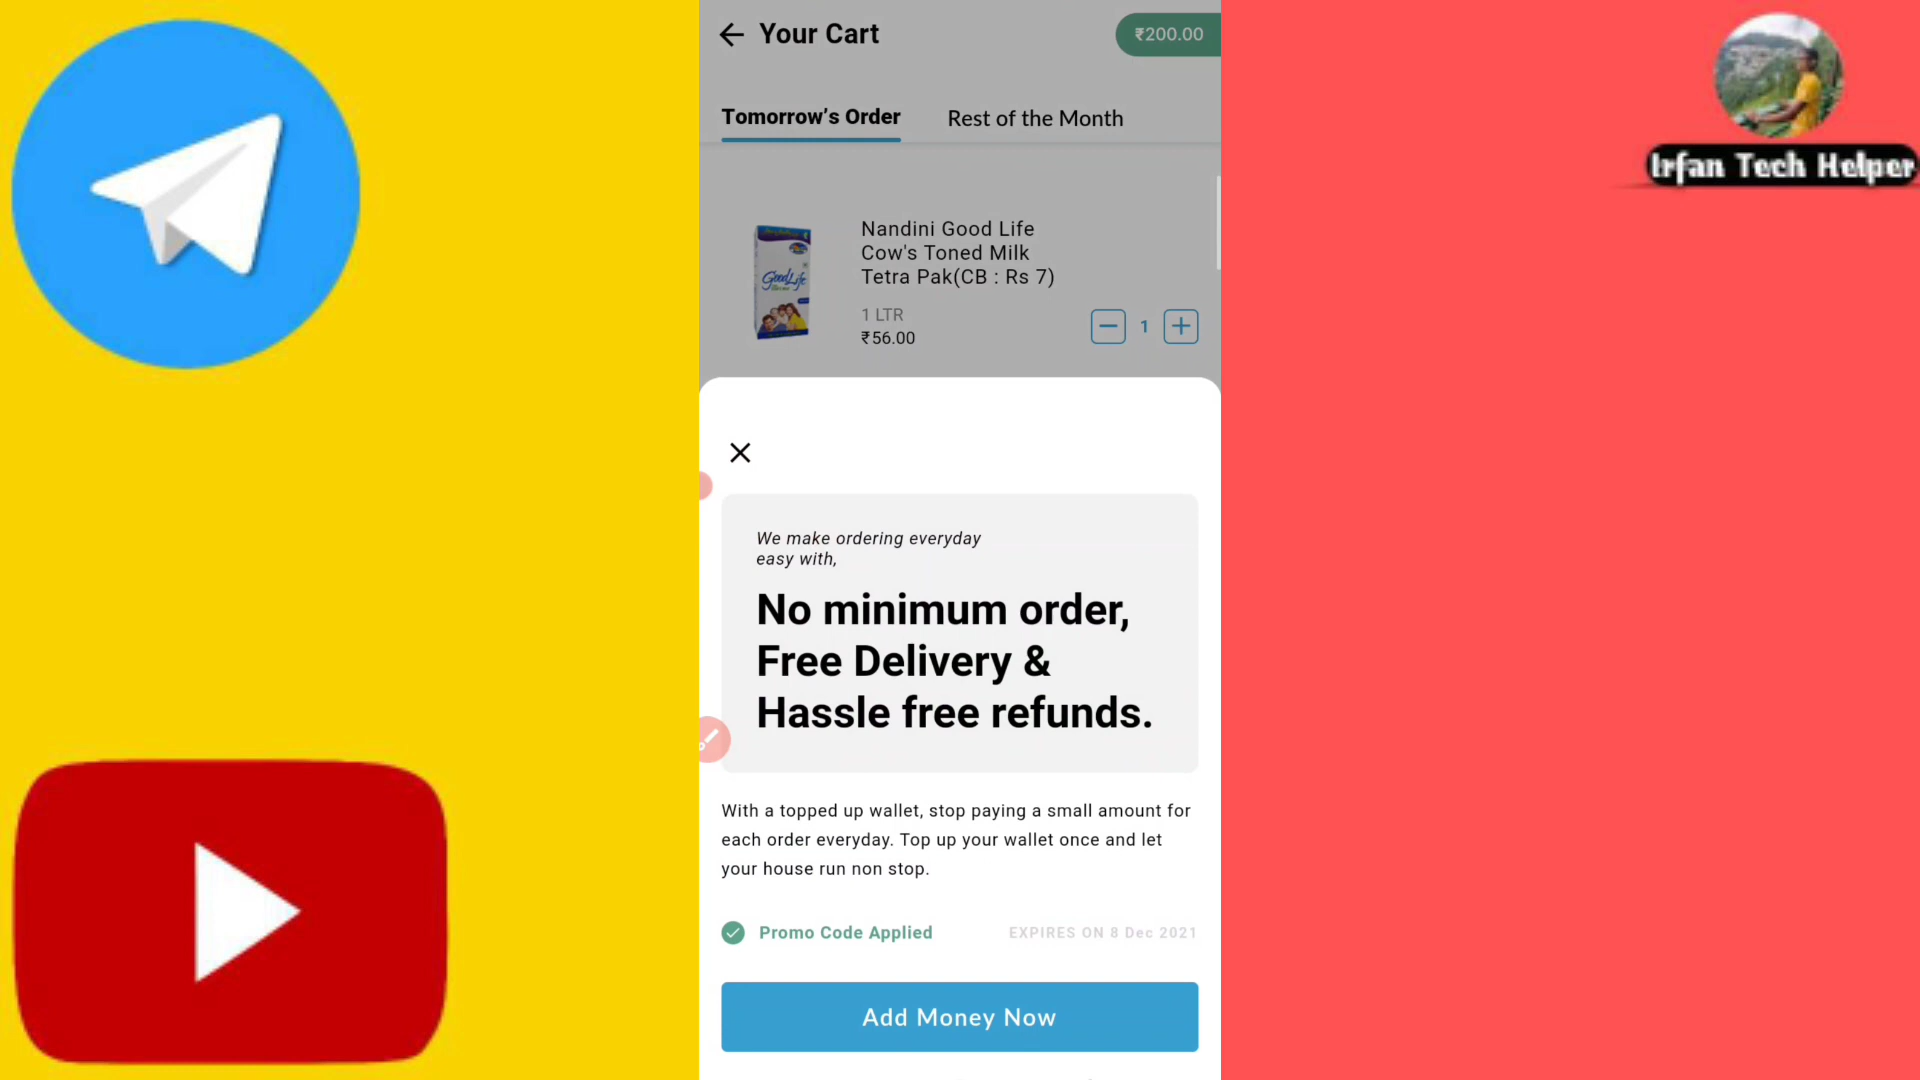 Your Cart
₹200.00
Tomorrow's Order
Rest of the Month
Nandini Good Life
Cow's Toned Milk
Tetra Pak(CB : Rs 7)
1 LTR
₹56.00
1
GoodLife
We make ordering everyday
easy with,
No minimum order,
Free Delivery &
Hassle free refunds.
With a topped up wallet, stop paying a small amount for
each order everyday. Top up your wallet once and let
your house run non stop.
Promo Code Applied
EXPIRES ON 8 Dec 2021
Add Money Now
Irfan Tech Helper